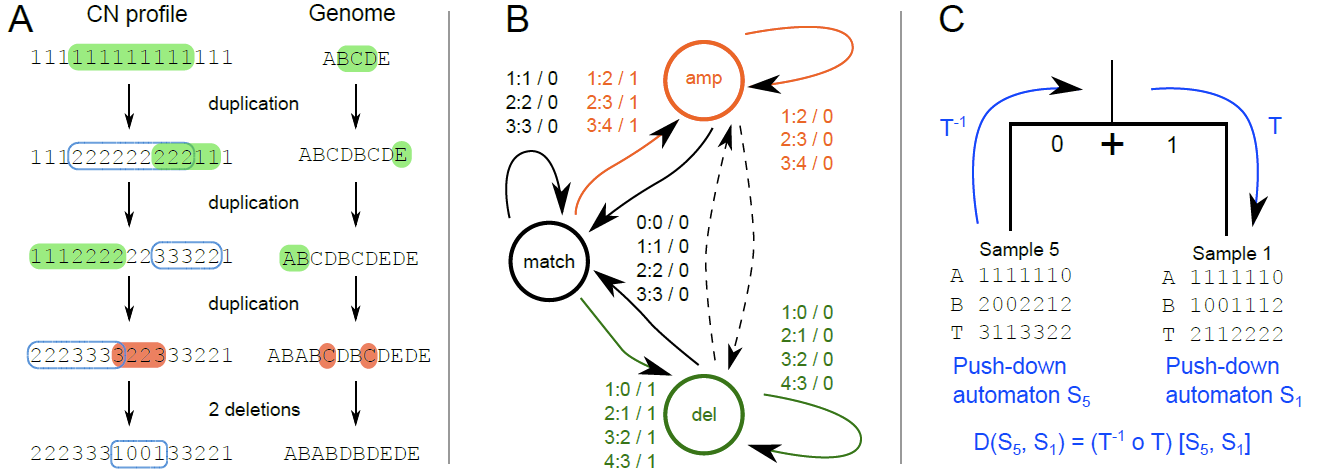 A
CN profile
Genome
111111111111111
ABCDE
duplication
111222222222111
ABCDBCDE
duplication
111222222333221
ABCDBCDEDE
duplication
222333322333221
ABABCDBCDEDE
2 deletions
222333100133221
ABABDBDEDE
B
amp
1:1 / 0
2:2 / 0
3:3 / 0
1:2 / 1
2:3 / 1
3:4 / 1
1:2 / 0
2:3 / 0
3:4 / 0
match
0:0 / 0
1:1 / 0
2:2 / 0
3:3 / 0
1:0 / 0
2:1 / 0
3:2 / 0
4:3 / 0
1:0 / 1
2:1 / 1
3:2 / 1
4:3 / 1
del
C
T-1
T
0 + 1
Sample 5
A 1111110
B 2002212
T 3113322
Push-down
automaton S5
Sample 1
A 1111110
B 1001112
T 2112222
Push-down
automaton S1
D(S5, S1) = (T-1 o T) [S5, S1]